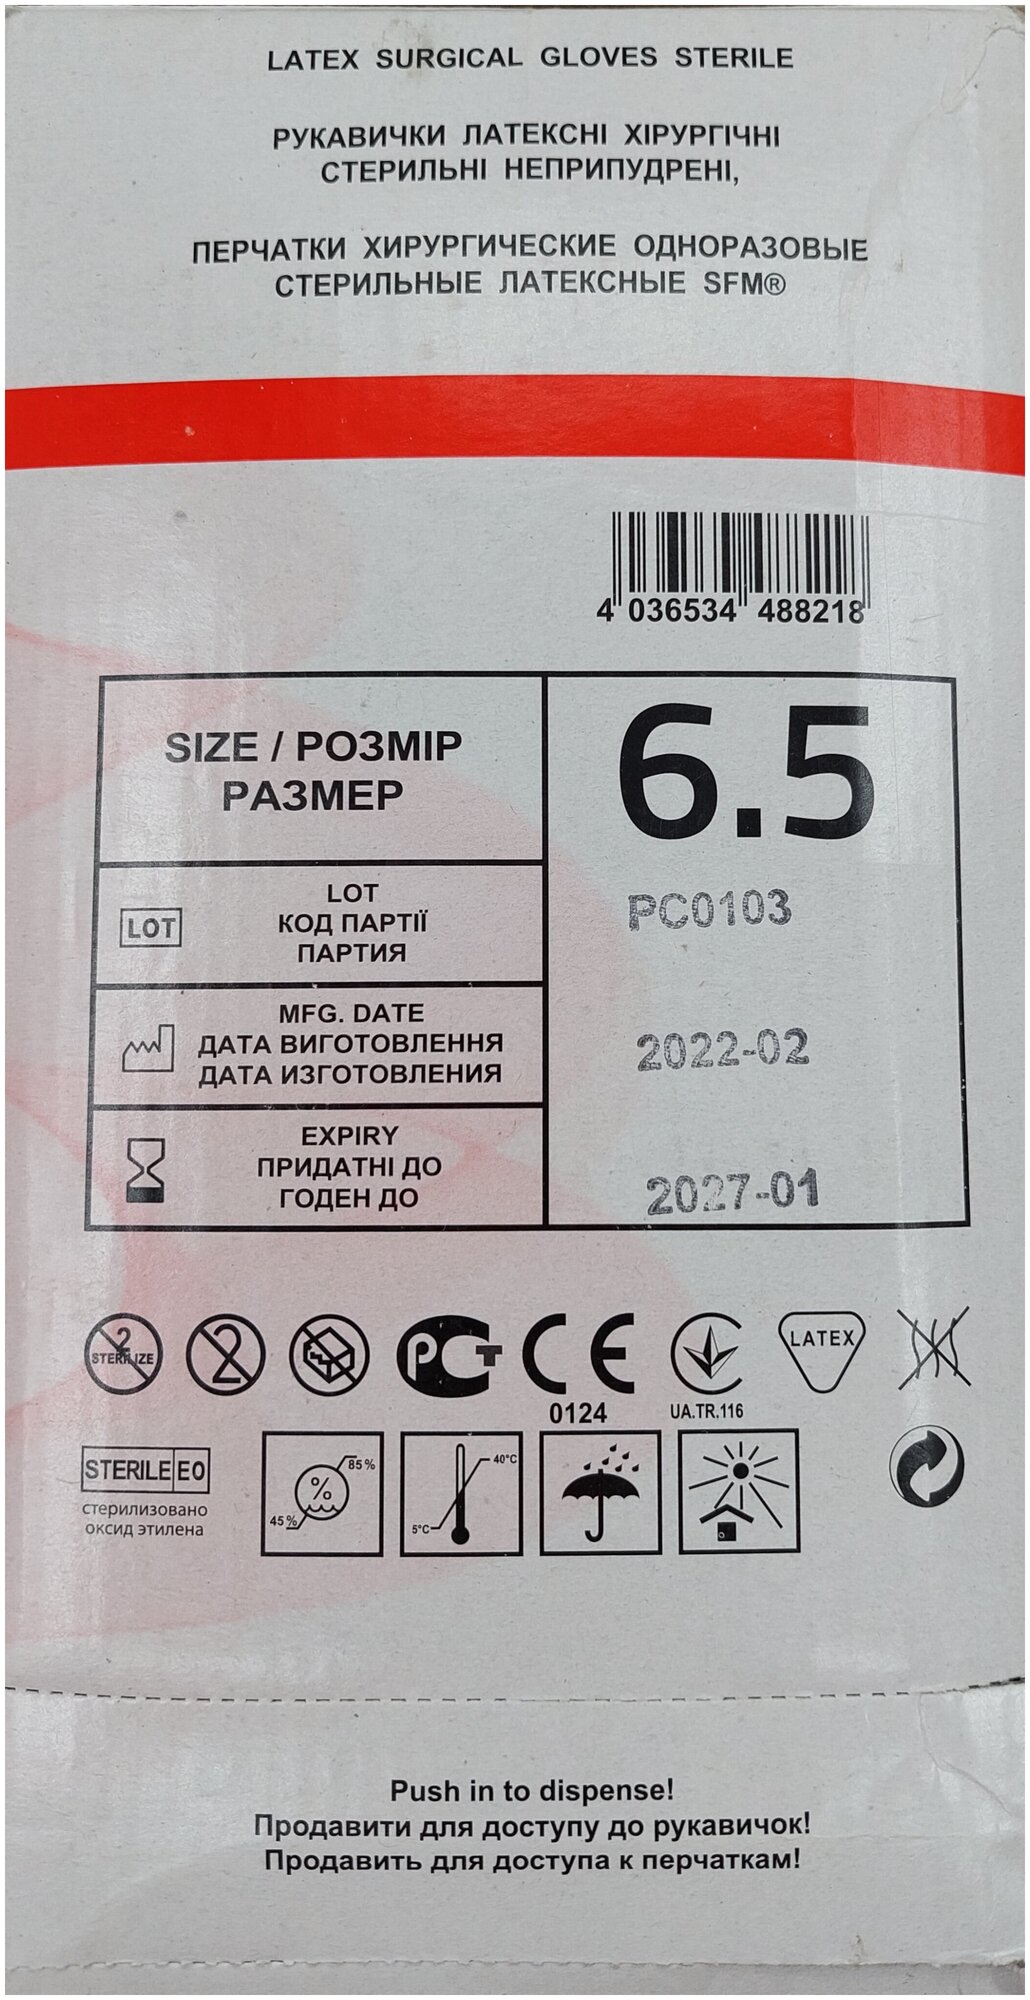 LATEX SURGICAL GLOVES STERILE
РУКАВИЧКИ ЛАТЕКСНІ ХІРУРГІЧНІ
СТЕРИЛЬНІ НЕПРИПУДРЕНІ,
ПЕРЧАТКИ ХИРУРГИЧЕСКИЕ ОДНОРАЗОВЫЕ
СТЕРИЛЬНЫЕ ЛАТЕКСНЫЕ SFM®
4 036534 488218
SIZE / РОЗМІР
РАЗМЕР
6.5
LOT
LOT
КОД ПАРТІЇ
ПАРТИЯ
PC0103
MFG. DATE
ДАТА ВИГОТОВЛЕННЯ
ДАТА ИЗГОТОВЛЕНИЯ
2022-02
EXPIRY
ПРИДАТНІ ДО
ГОДЕН ДО
2027-01
2
STERILIZE
2
РСТ
CE
0124
UA.TR.116
LATEX
STERILE EO
стерилизовано
оксид этилена
%
85 %
45 %
40°C
5°C
Push in to dispense!
Продавити для доступу до рукавичок!
Продавить для доступа к перчаткам!